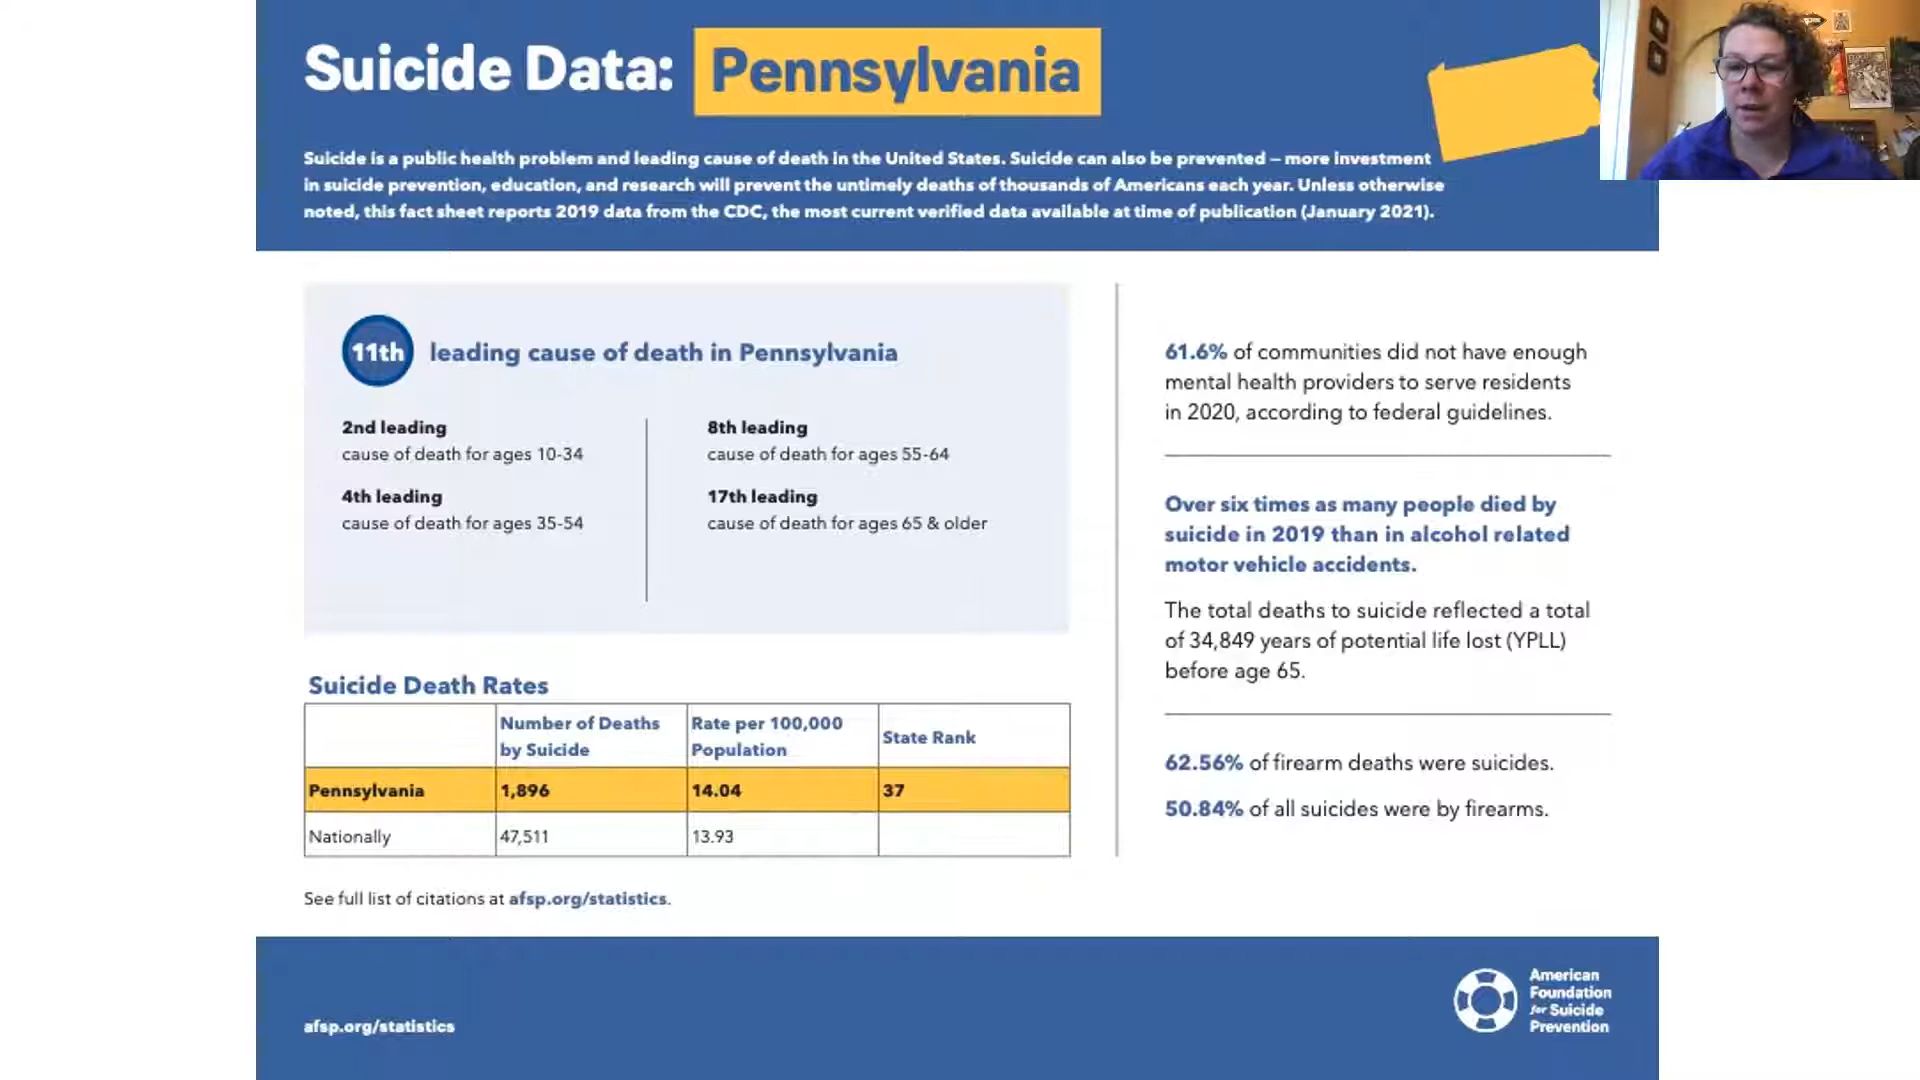 Suicide Data: Pennsylvania
Suicide is a public health problem and leading cause of death in the United States. Suicide can also be prevented – more investment
in suicide prevention, education, and research will prevent the untimely deaths of thousands of Americans each year. Unless otherwise
noted, this fact sheet reports 2019 data from the CDC, the most current verified data available at time of publication (January 2021).
11th leading cause of death in Pennsylvania
2nd leading
cause of death for ages 10-34
4th leading
cause of death for ages 35-54
8th leading
cause of death for ages 55-64
17th leading
cause of death for ages 65 & older
Suicide Death Rates
Number of Deaths
by Suicide
Rate per 100,000
Population
State Rank
Pennsylvania 1,896 14.04 37
Nationally 47,511 13.93
See full list of citations at afsp.org/statistics.
61.6% of communities did not have enough
mental health providers to serve residents
in 2020, according to federal guidelines.
Over six times as many people died by
suicide in 2019 than in alcohol related
motor vehicle accidents.
The total deaths to suicide reflected a total
of 34,849 years of potential life lost (YPLL)
before age 65.
62.56% of firearm deaths were suicides.
50.84% of all suicides were by firearms.
afsp.org/statistics
American
Foundation
for Suicide
Prevention